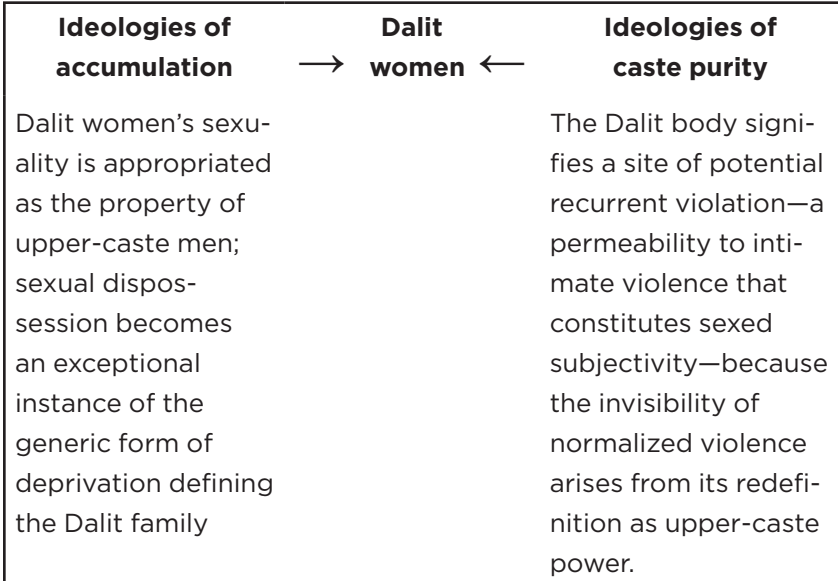 Ideologies of accumulation → Dalit women ← Ideologies of caste purity
Dalit women’s sexu-
ality is appropriated
as the property of
upper-caste men;
sexual dispos-
session becomes
an exceptional
instance of the
generic form of
deprivation defining
the Dalit family
The Dalit body signi-
fies a site of potential
recurrent violation—a
permeability to inti-
mate violence that
constitutes sexed
subjectivity—because
the invisibility of
normalized violence
arises from its redefi-
nition as upper-caste
power.